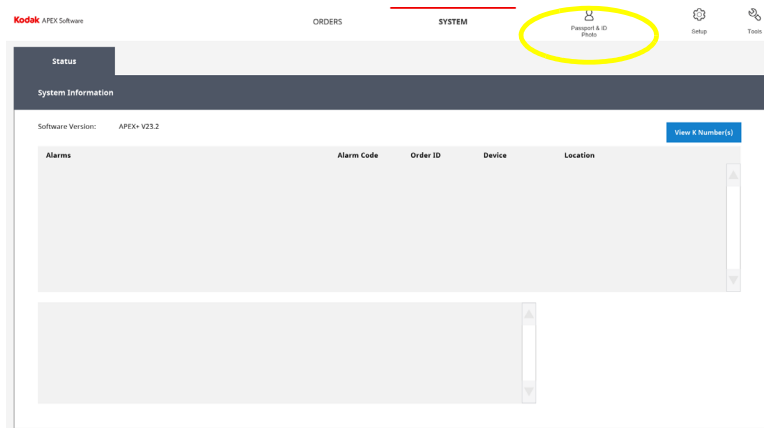 Kodak APEX Software
ORDERS
SYSTEM
Passport & ID
Photo
Setup
Tools
Status
System Information
Software Version: APEX+ V23.2
View K Number(s)
Alarms Alarm Code Order ID Device Location